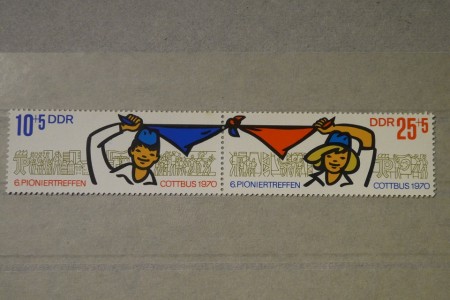 10+5 DDR
6.PIONIERTREFFEN COTTBUS 1970
DDR 25+5
6.PIONIERTREFFEN COTTBUS 1970